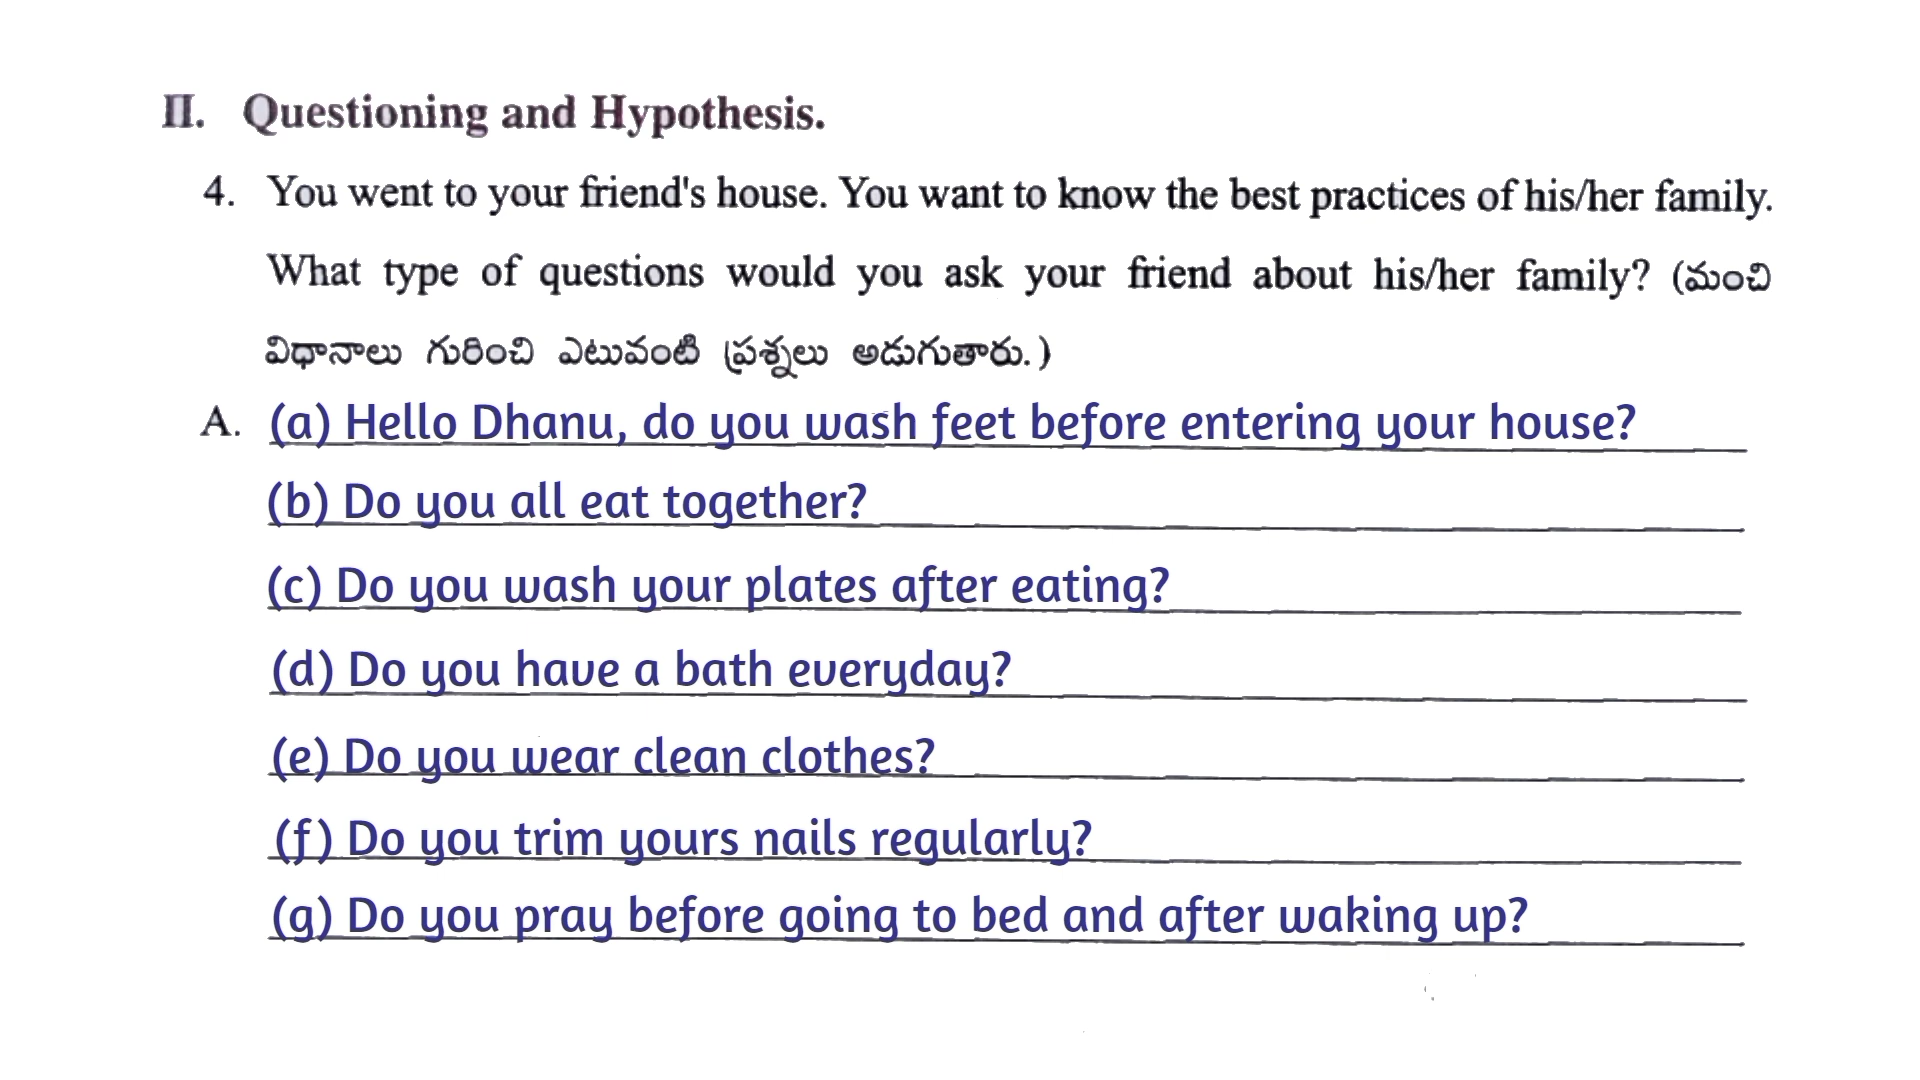 II. Questioning and Hypothesis.
4. You went to your friend's house. You want to know the best practices of his/her family.
What type of questions would you ask your friend about his/her family? (మంచి
విధానాలు గురించి ఎటువంటి ప్రశ్నలు అడుగుతారు.)
A. (a) Hello Dhanu, do you wash feet before entering your house?
(b) Do you all eat together?
(c) Do you wash your plates after eating?
(d) Do you have a bath everyday?
(e) Do you wear clean clothes?
(f) Do you trim yours nails regularly?
(g) Do you pray before going to bed and after waking up?